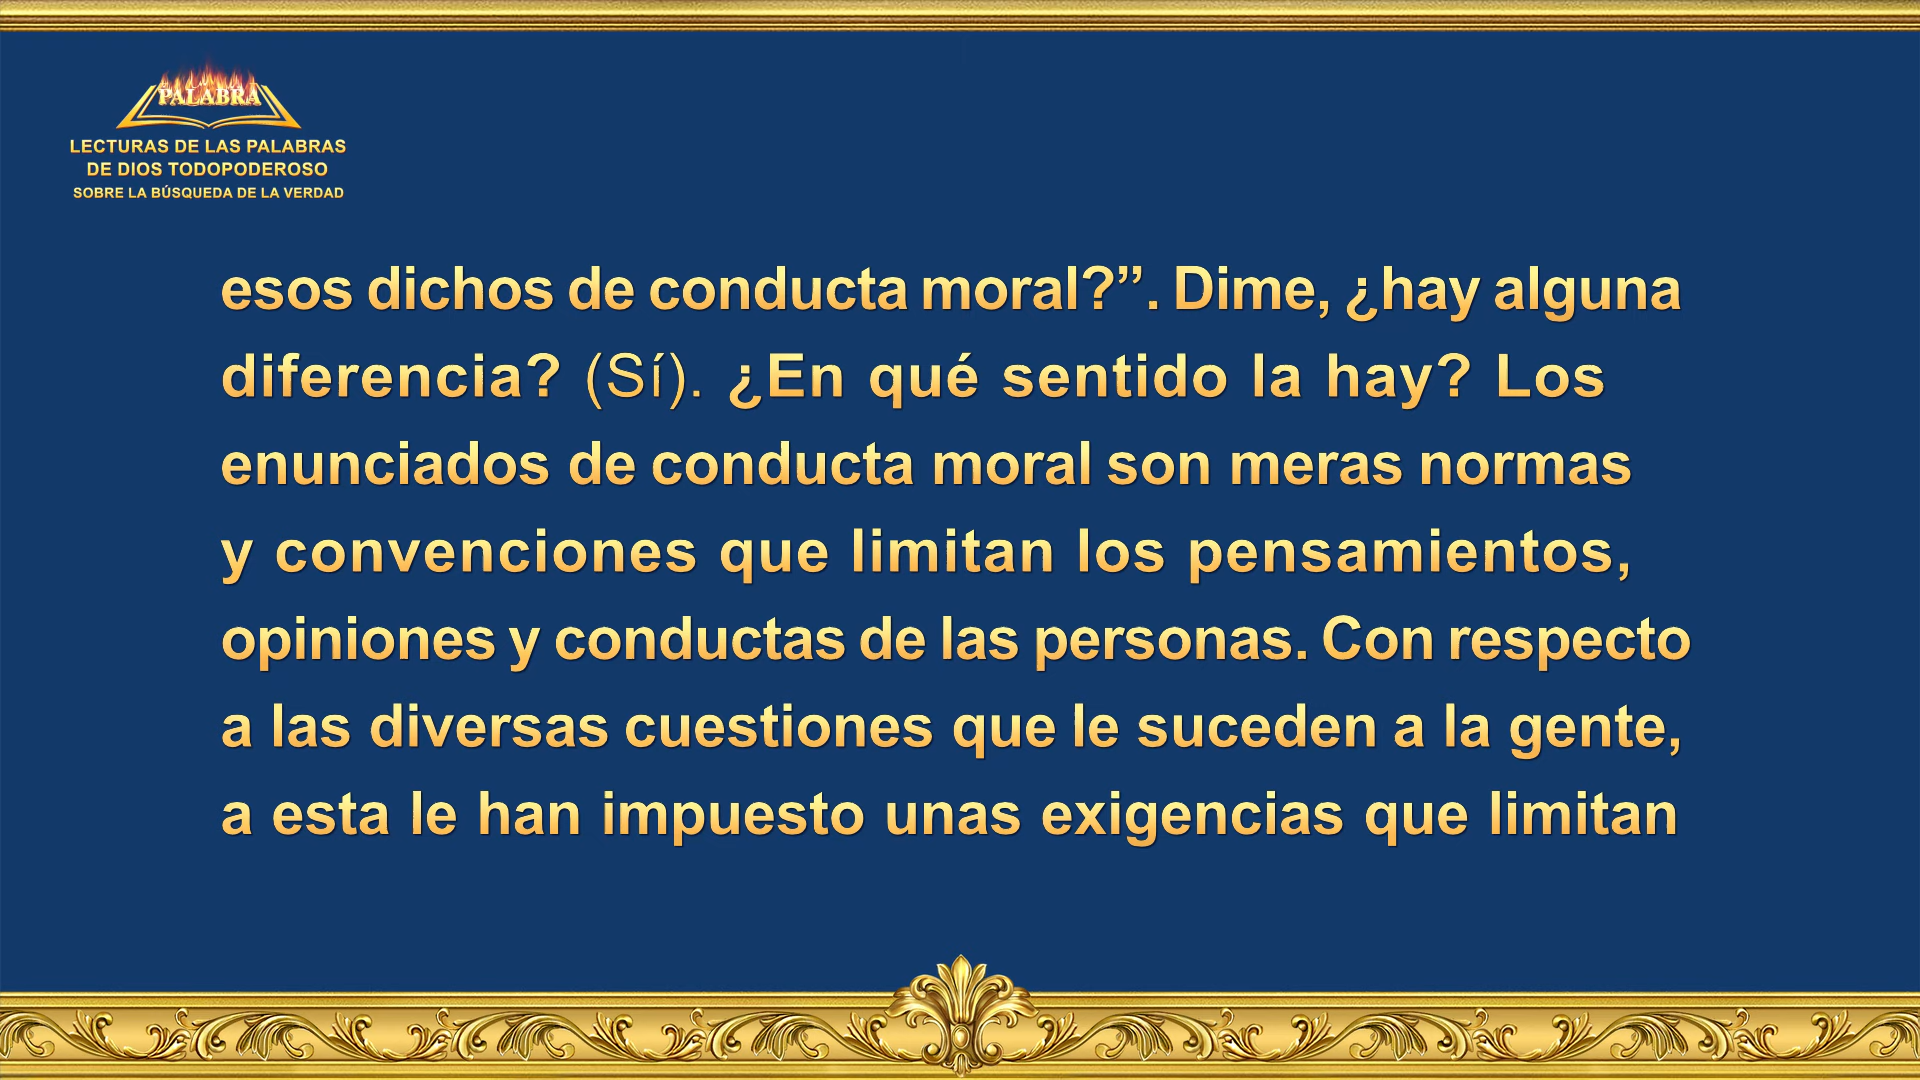 PALABRA
LECTURAS DE LAS PALABRAS
DE DIOS TODOPODEROSO
SOBRE LA BÚSQUEDA DE LA VERDAD
esos dichos de conducta moral?”. Dime, ¿hay alguna
diferencia? (Sí). ¿En qué sentido la hay? Los
enunciados de conducta moral son meras normas
y convenciones que limitan los pensamientos,
opiniones y conductas de las personas. Con respecto
a las diversas cuestiones que le suceden a la gente,
a esta le han impuesto unas exigencias que limitan